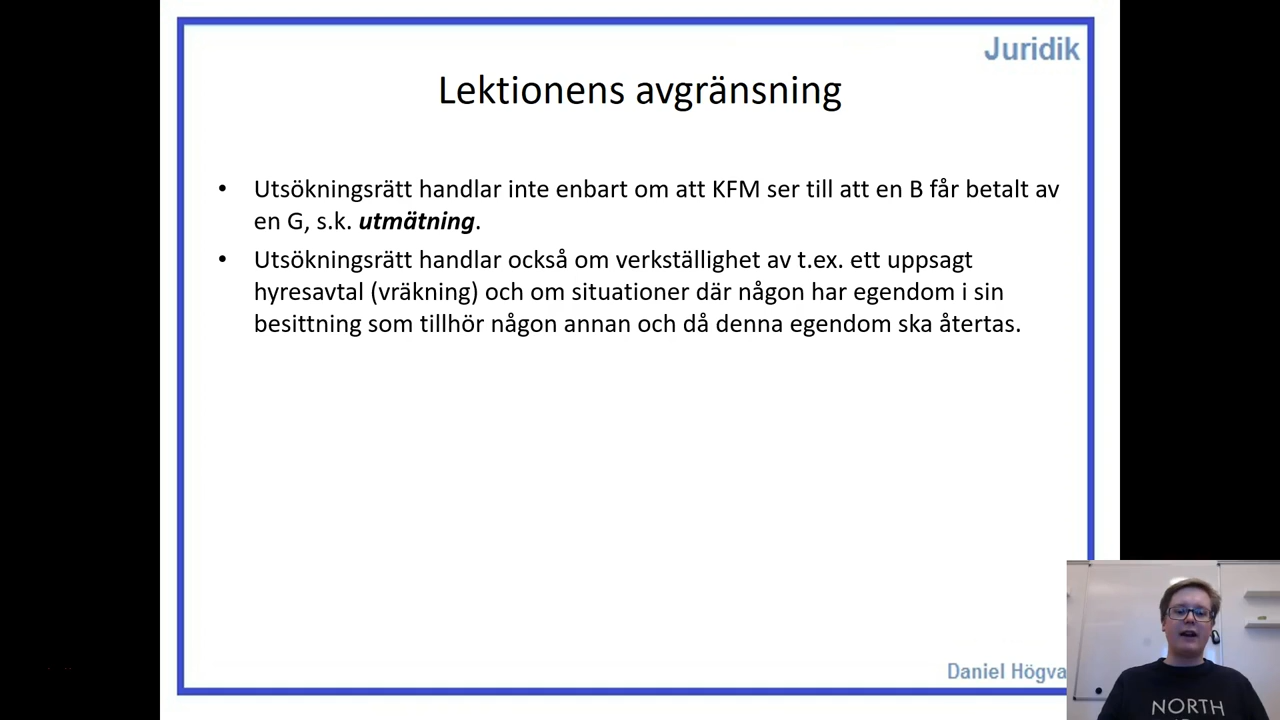 Juridik
Lektionens avgränsning
• Utsökningsrätt handlar inte enbart om att KFM ser till att en B får betalt av
en G, s.k. utmätning.
• Utsökningsrätt handlar också om verkställighet av t.ex. ett uppsagt
hyresavtal (vräkning) och om situationer där någon har egendom i sin
besittning som tillhör någon annan och då denna egendom ska återtas.
Daniel Högva
NORTH